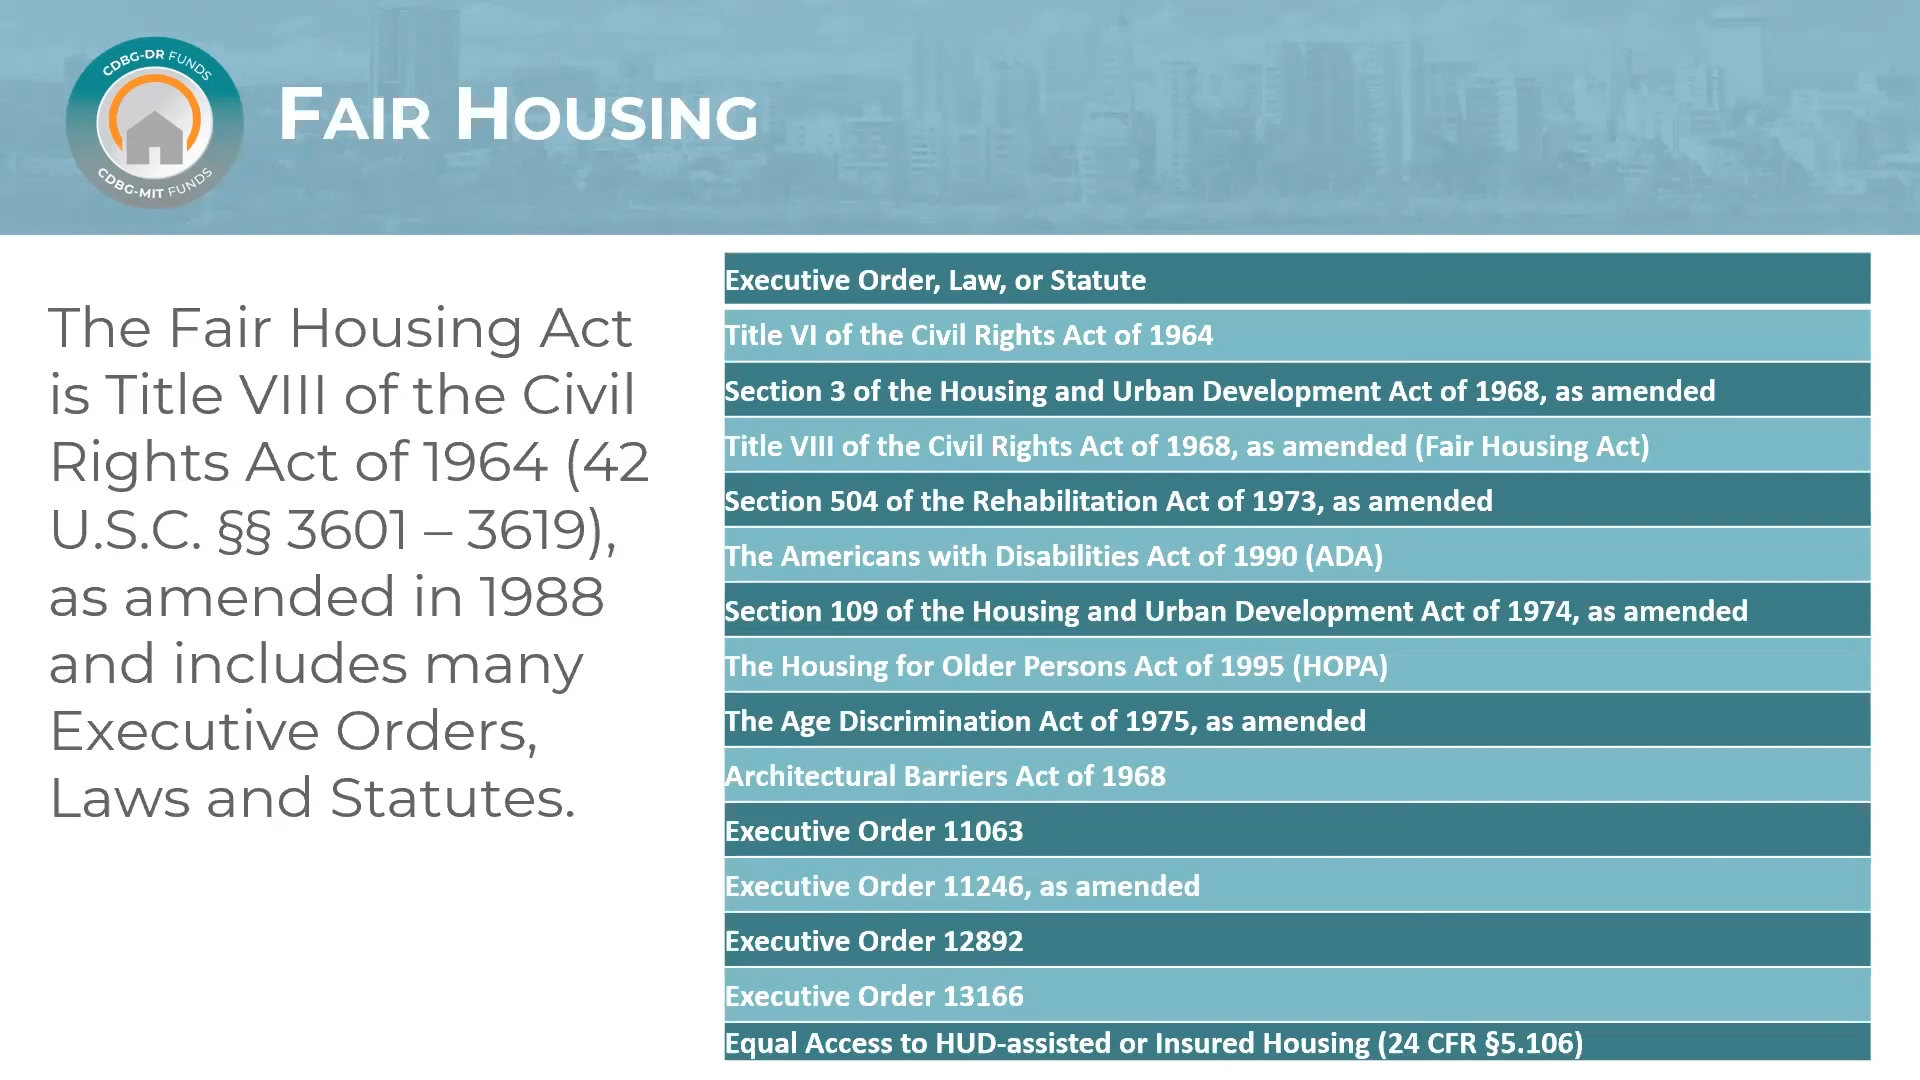 CDBG-DR FUNDS
CDBG-MIT FUNDS
FAIR HOUSING
The Fair Housing Act
is Title VIII of the Civil
Rights Act of 1964 (42
U.S.C. §§ 3601 – 3619),
as amended in 1988
and includes many
Executive Orders,
Laws and Statutes.
Executive Order, Law, or Statute
Title VI of the Civil Rights Act of 1964
Section 3 of the Housing and Urban Development Act of 1968, as amended
Title VIII of the Civil Rights Act of 1968, as amended (Fair Housing Act)
Section 504 of the Rehabilitation Act of 1973, as amended
The Americans with Disabilities Act of 1990 (ADA)
Section 109 of the Housing and Urban Development Act of 1974, as amended
The Housing for Older Persons Act of 1995 (HOPA)
The Age Discrimination Act of 1975, as amended
Architectural Barriers Act of 1968
Executive Order 11063
Executive Order 11246, as amended
Executive Order 12892
Executive Order 13166
Equal Access to HUD-assisted or Insured Housing (24 CFR §5.106)